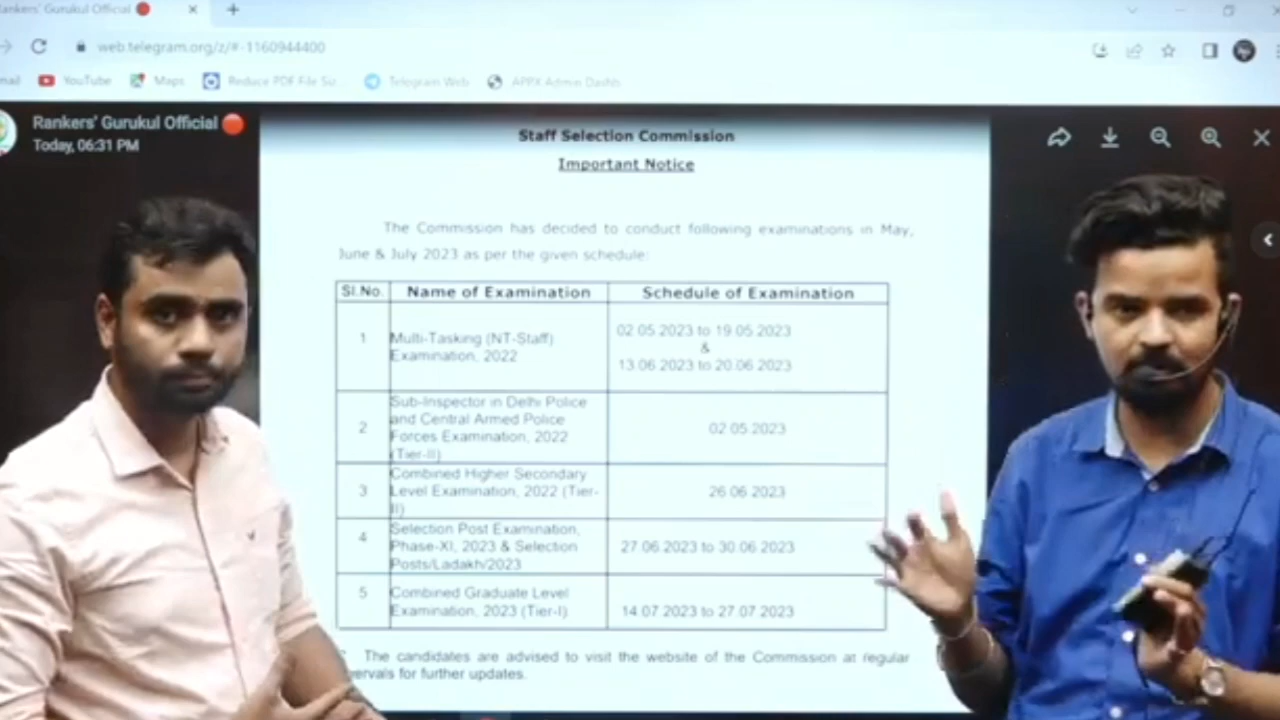 Rankers' Gurukul Official
web.telegram.org/z/#-1160944400
YouTube
Maps
Reduce PDF File Su...
Telegram Web
APPX Admin Dashb
Rankers' Gurukul Official
Today, 06:31 PM
Staff Selection Commission
Important Notice
The Commission has decided to conduct following examinations in May,
June & July 2023 as per the given schedule:
Sl.No. Name of Examination Schedule of Examination
1 Multi-Tasking (NT-Staff)
Examination, 2022
02.05.2023 to 19.05.2023
&
13.06.2023 to 20.06.2023
2 Sub-Inspector in Delhi Police
and Central Armed Police
Forces Examination, 2022
(Tier-II)
02.05.2023
3 Combined Higher Secondary
Level Examination, 2022 (Tier-
II)
26.06.2023
4 Selection Post Examination,
Phase-XI, 2023 & Selection
Posts/Ladakh/2023
27.06.2023 to 30.06.2023
5 Combined Graduate Level
Examination, 2023 (Tier-I)
14.07.2023 to 27.07.2023
The candidates are advised to visit the website of the Commission at regular
for further updates.